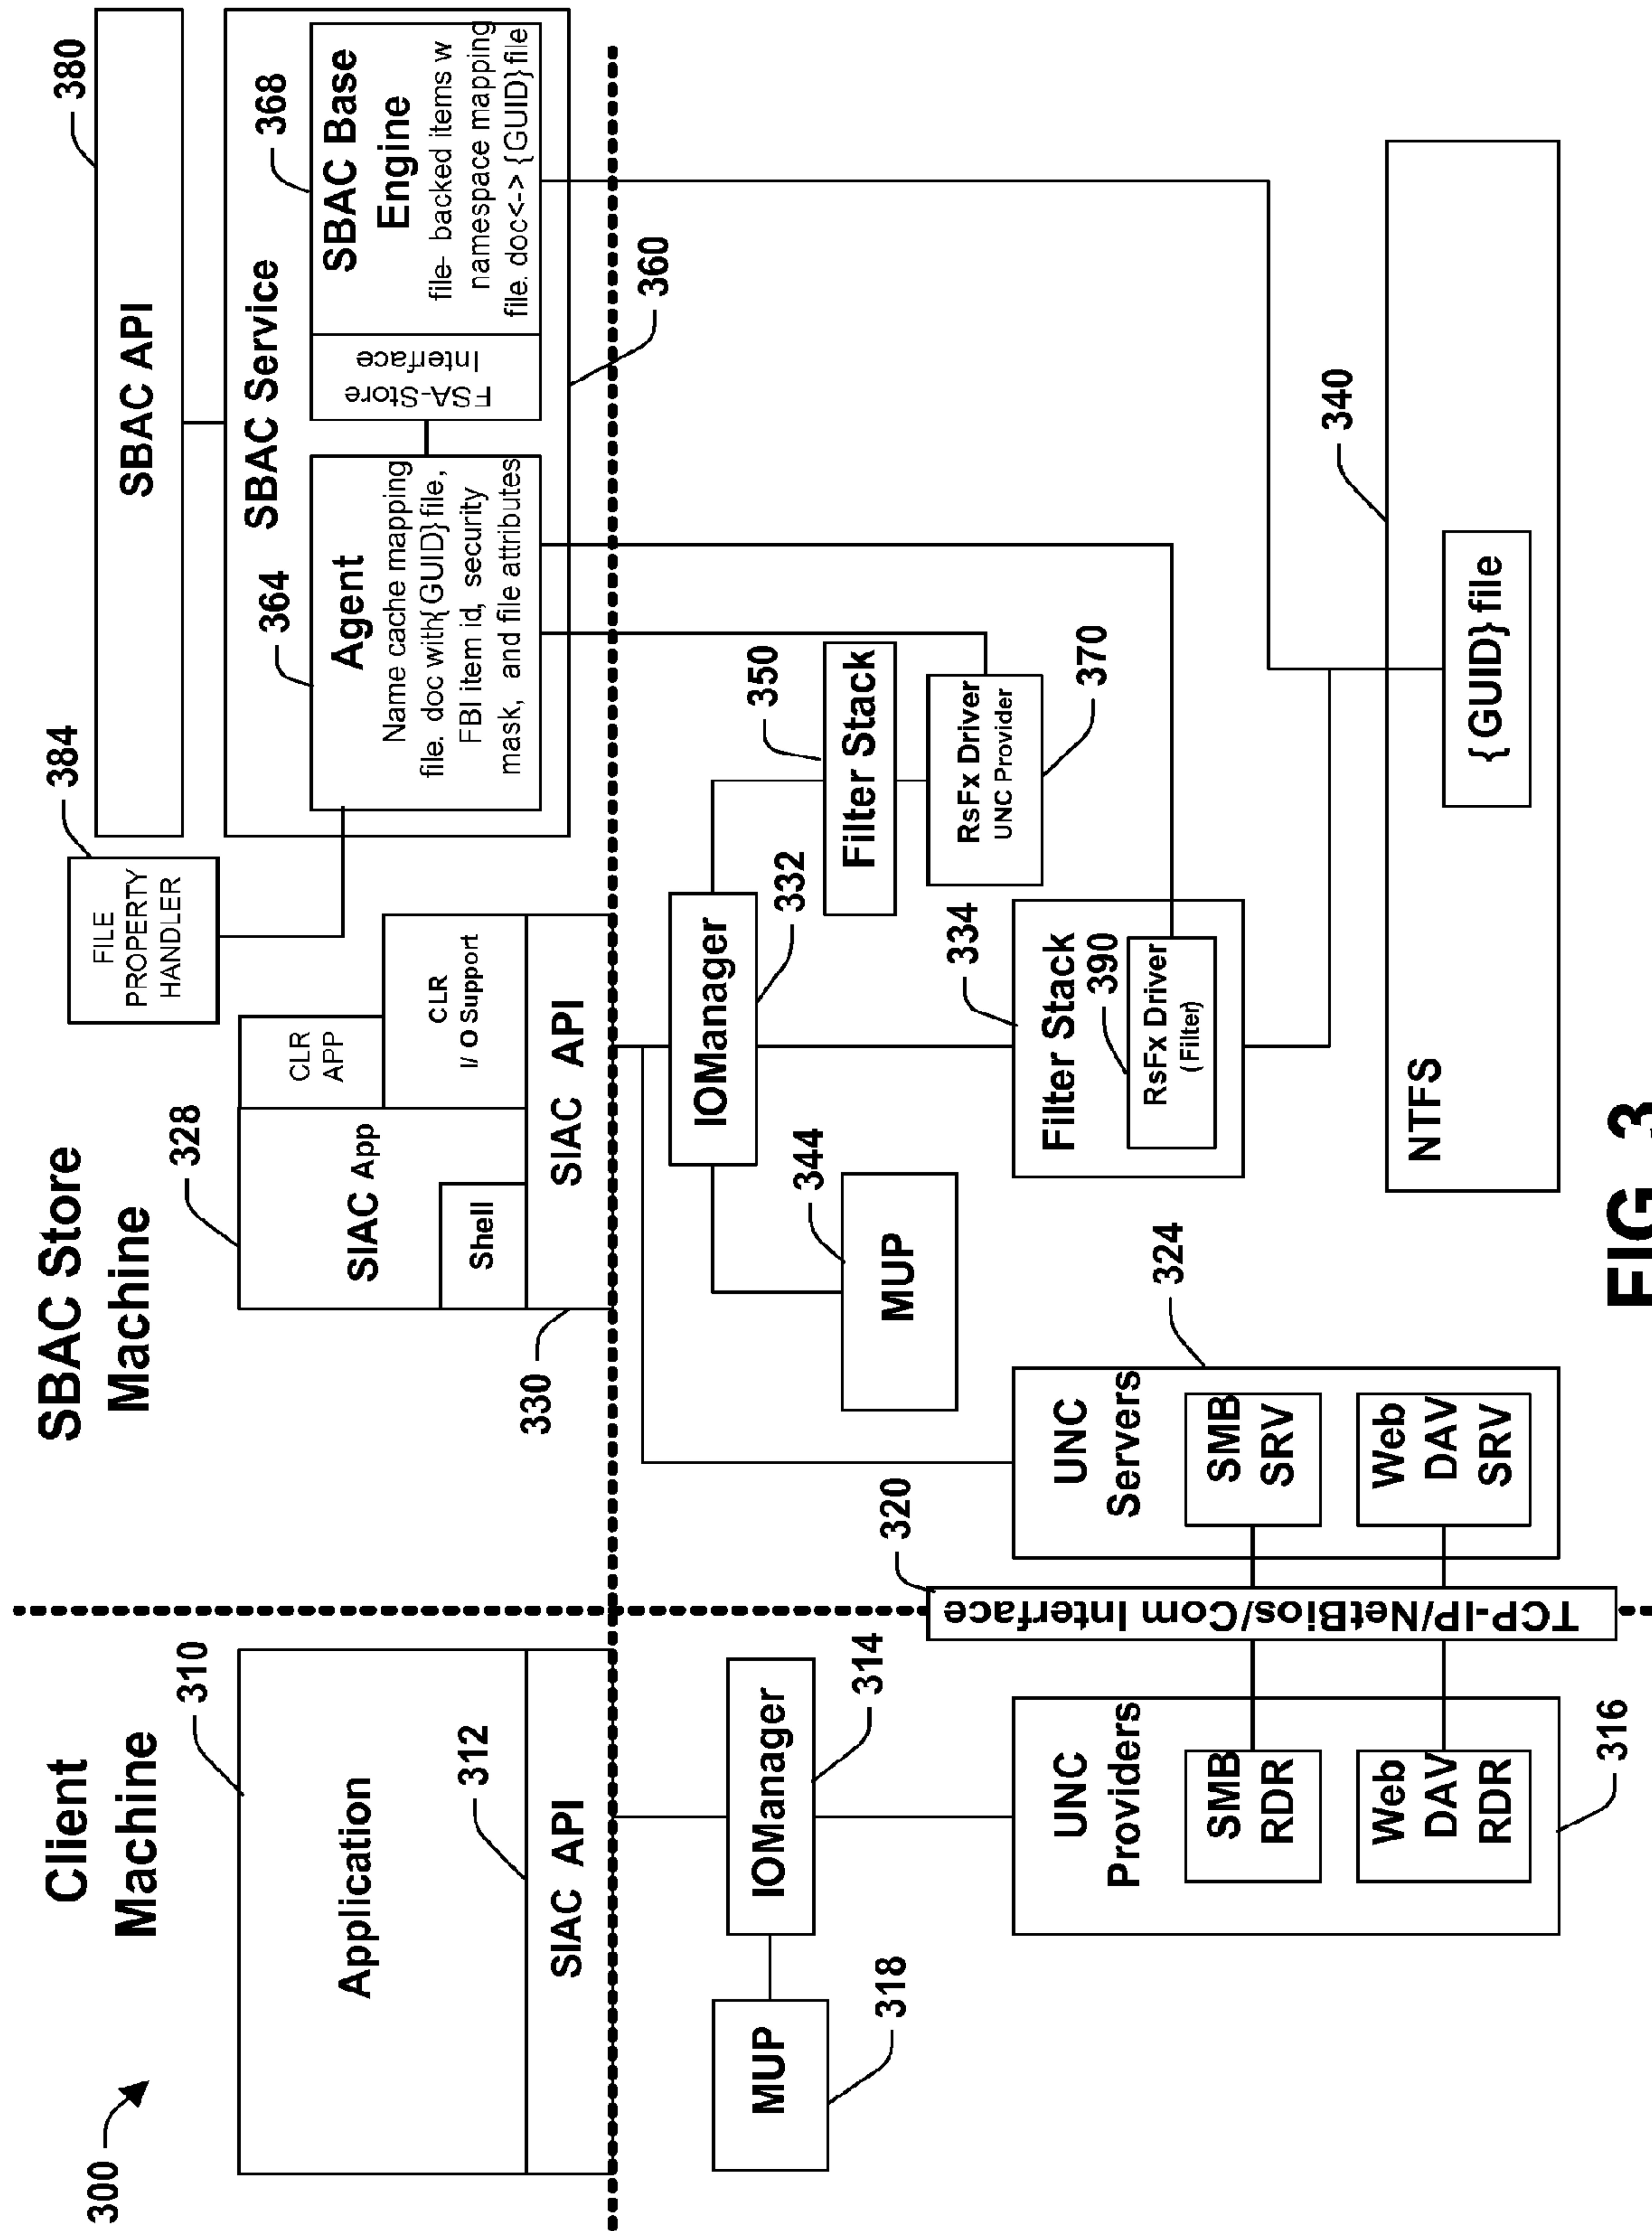 300
Client
Machine
310
Application
312
SIAC API
MUP
318
IOManager
314
UNC
Providers
SMB
RDR
Web
DAV
RDR
316
320
TCP-IP/NetBios/Com Interface
SBAC Store
Machine
328
SIAC App
Shell
CLR
APP
CLR
I/ O Support
SIAC API
330
384
FILE
PROPERTY
HANDLER
380
SBAC API
SBAC Service
364
Agent
Name cache mapping
file. doc with{ GUID} file,
FBI item id, security
mask, and file attributes
FSA-Store
Interface
368
SBAC Base
Engine
file- backed items w
namespace mapping
file. doc<-> {GUID} file
360
IOManager
332
344
MUP
350
Filter Stack
RsFx Driver
UNC Provider
370
334
Filter Stack
390
RsFx Driver
( Filter)
324
UNC
Servers
SMB
SRV
Web
DAV
SRV
340
NTFS
{ GUID} file
FIG. 3